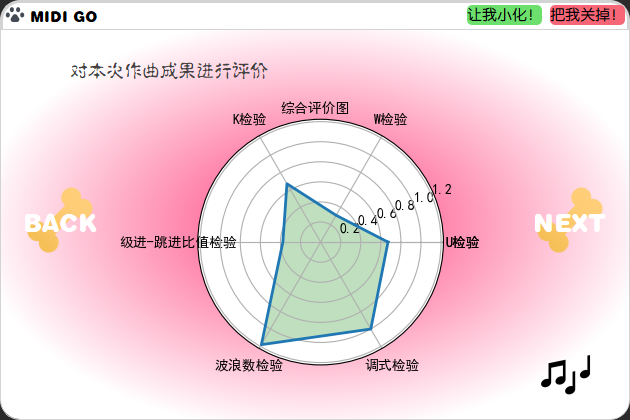 MIDI GO
让我小化!
把我关掉!
对本次作曲成果进行评价
综合评价图
K检验
W检验
1.2
1.0
0.8
0.6
0.4
0.2
BACK
NEXT
级进-跳进比值检验
U检验
波浪数检验
调式检验